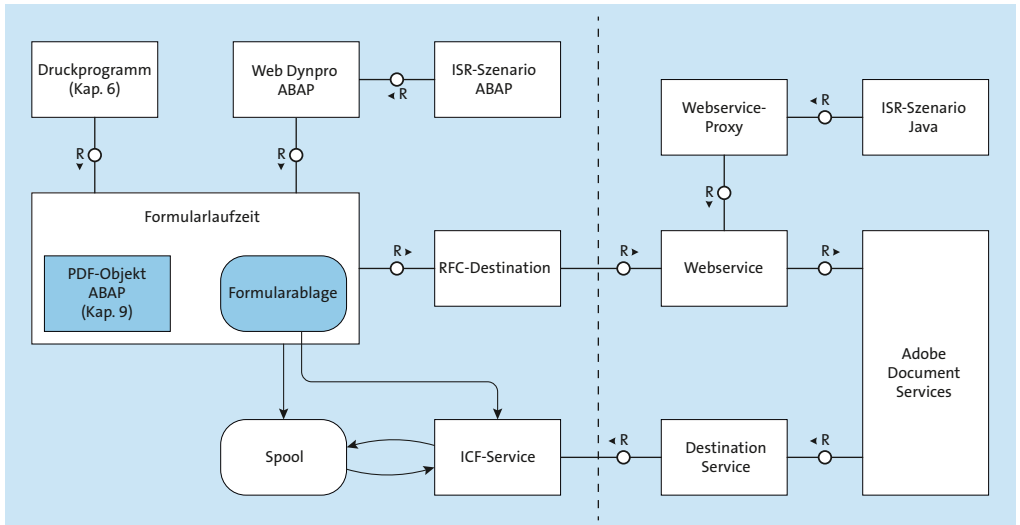 Druckprogramm
(Kap. 6)
Web Dynpro
ABAP
◄ R
ISR-Szenario
ABAP
Webservice-
Proxy
◄ R
ISR-Szenario
Java
R
▼
R
▼
R
▼
Formularlaufzeit
PDF-Objekt
ABAP
(Kap. 9)
Formularablage
R ►
RFC-Destination
R ►
Webservice
R ►
Adobe
Document
Services
Spool
ICF-Service
◄ R
Destination
Service
◄ R